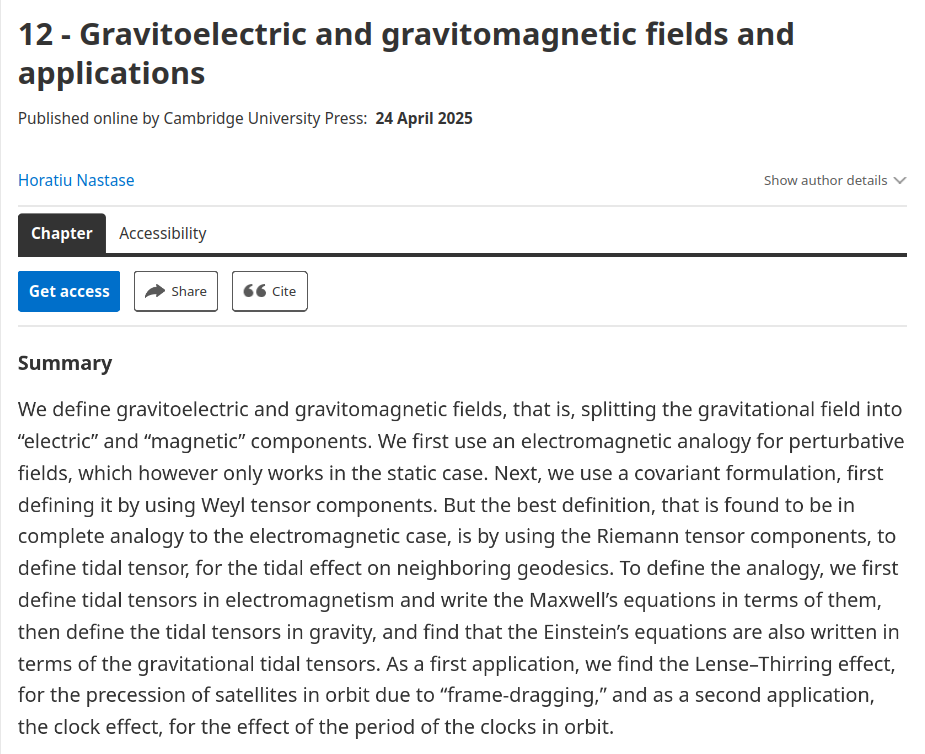 12 - Gravitoelectric and gravitomagnetic fields and
applications
Published online by Cambridge University Press: 24 April 2025
Horatiu Nastase
Show author details
Chapter
Accessibility
Get access
Share
Cite
Summary
We define gravitoelectric and gravitomagnetic fields, that is, splitting the gravitational field into
“electric” and “magnetic” components. We first use an electromagnetic analogy for perturbative
fields, which however only works in the static case. Next, we use a covariant formulation, first
defining it by using Weyl tensor components. But the best definition, that is found to be in
complete analogy to the electromagnetic case, is by using the Riemann tensor components, to
define tidal tensor, for the tidal effect on neighboring geodesics. To define the analogy, we first
define tidal tensors in electromagnetism and write the Maxwell’s equations in terms of them,
then define the tidal tensors in gravity, and find that the Einstein’s equations are also written in
terms of the gravitational tidal tensors. As a first application, we find the Lense–Thirring effect,
for the precession of satellites in orbit due to “frame-dragging,” and as a second application,
the clock effect, for the effect of the period of the clocks in orbit.